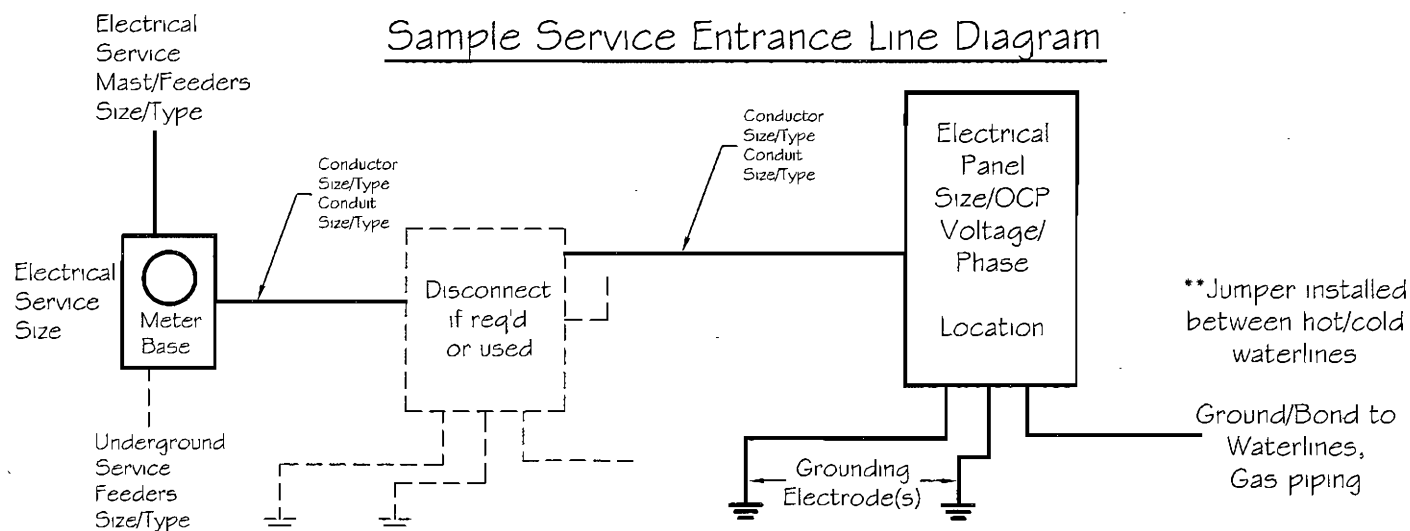 Sample Service Entrance Line Diagram
Electrical
Service
Mast/Feeders
Size/Type
Electrical
Service
Size
Meter
Base
Underground
Service
Feeders
Size/Type
Conductor
Size/Type
Conduit
Size/Type
Disconnect
if req'd
or used
Conductor
Size/Type
Conduit
Size/Type
Electrical
Panel
Size/OCP
Voltage/
Phase
Location
Grounding
Electrode(s)
**Jumper installed
between hot/cold
waterlines
Ground/Bond to
Waterlines,
Gas piping